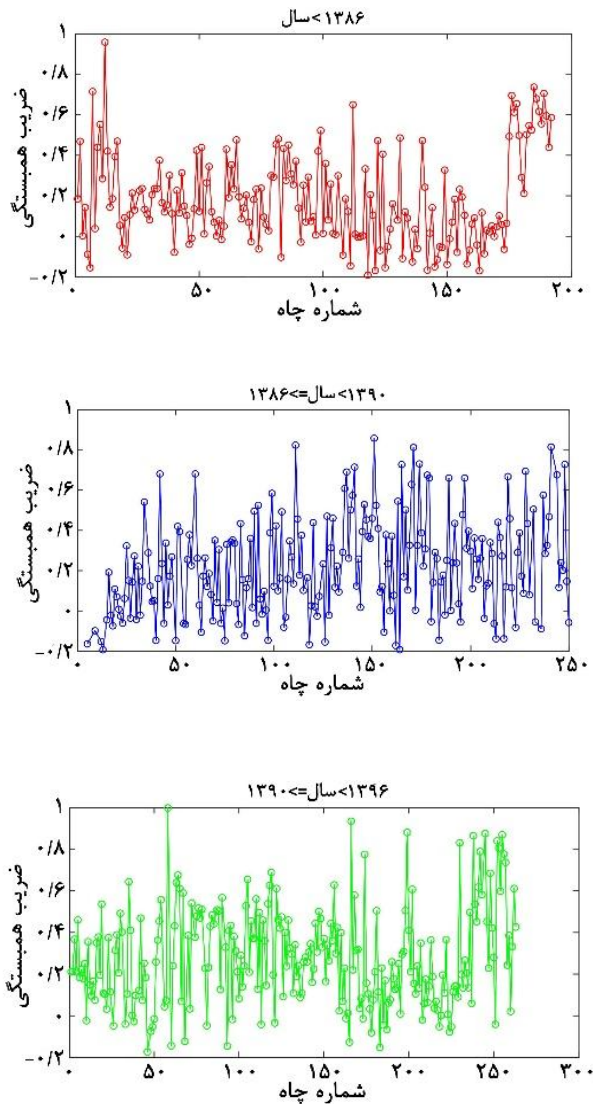 سال<۱۳۸۶
۱
۰/۸
۰/۶
۰/۴
۰/۲
۰
-۰/۲
ضریب همبستگی
۵۰ ۱۰۰ ۱۵۰ ۲۰۰
شماره چاه
۱۳۸۶<=سال<۱۳۹۰
۱
۰/۸
۰/۶
۰/۴
۰/۲
۰
-۰/۲
ضریب همبستگی
۵۰ ۱۰۰ ۱۵۰ ۲۰۰ ۲۵۰
شماره چاه
۱۳۹۰<=سال<۱۳۹۶
۱
۰/۸
۰/۶
۰/۴
۰/۲
۰
-۰/۲
ضریب همبستگی
۵۰ ۱۰۰ ۱۵۰ ۲۰۰ ۲۵۰ ۳۰۰
شماره چاه